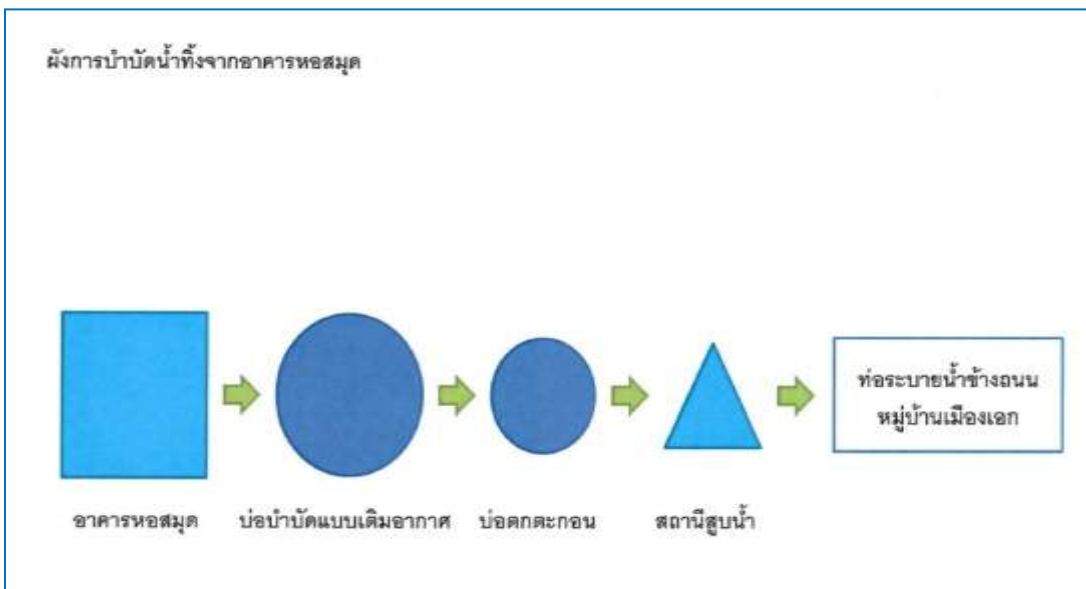 ผังการบำบัดน้ำทิ้งจากอาคารหอสมุด
ท่อระบายน้ำข้างถนน
หมู่บ้านเมืองเอก
อาคารหอสมุด
บ่อบำบัดแบบเติมอากาศ
บ่อตกตะกอน
สถานีสูบน้ำ